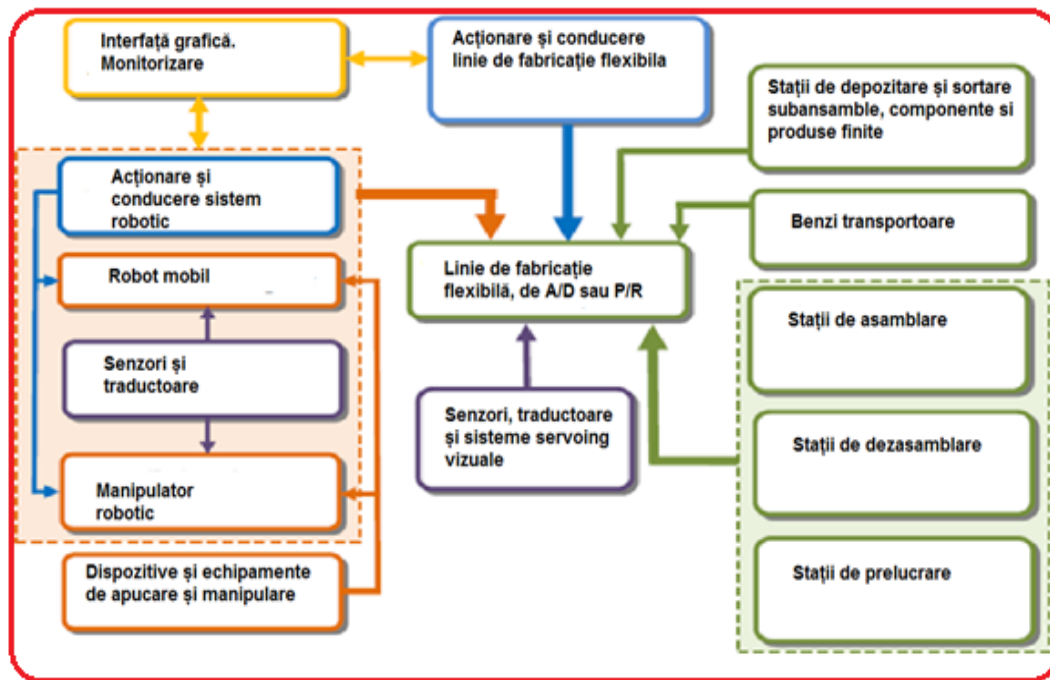 Interfață grafică.
Monitorizare
Acționare și conducere
linie de fabricație flexibila
Stații de depozitare și sortare
subansamble, componente si
produse finite
Acționare și
conducere sistem
robotic
Benzi transportoare
Robot mobil
Linie de fabricație
flexibilă, de A/D sau P/R
Stații de asamblare
Senzori și
traductoare
Senzori, traductoare
și sisteme servoing
vizuale
Stații de dezasamblare
Manipulator
robotic
Stații de prelucrare
Dispozitive și echipamente
de apucare și manipulare